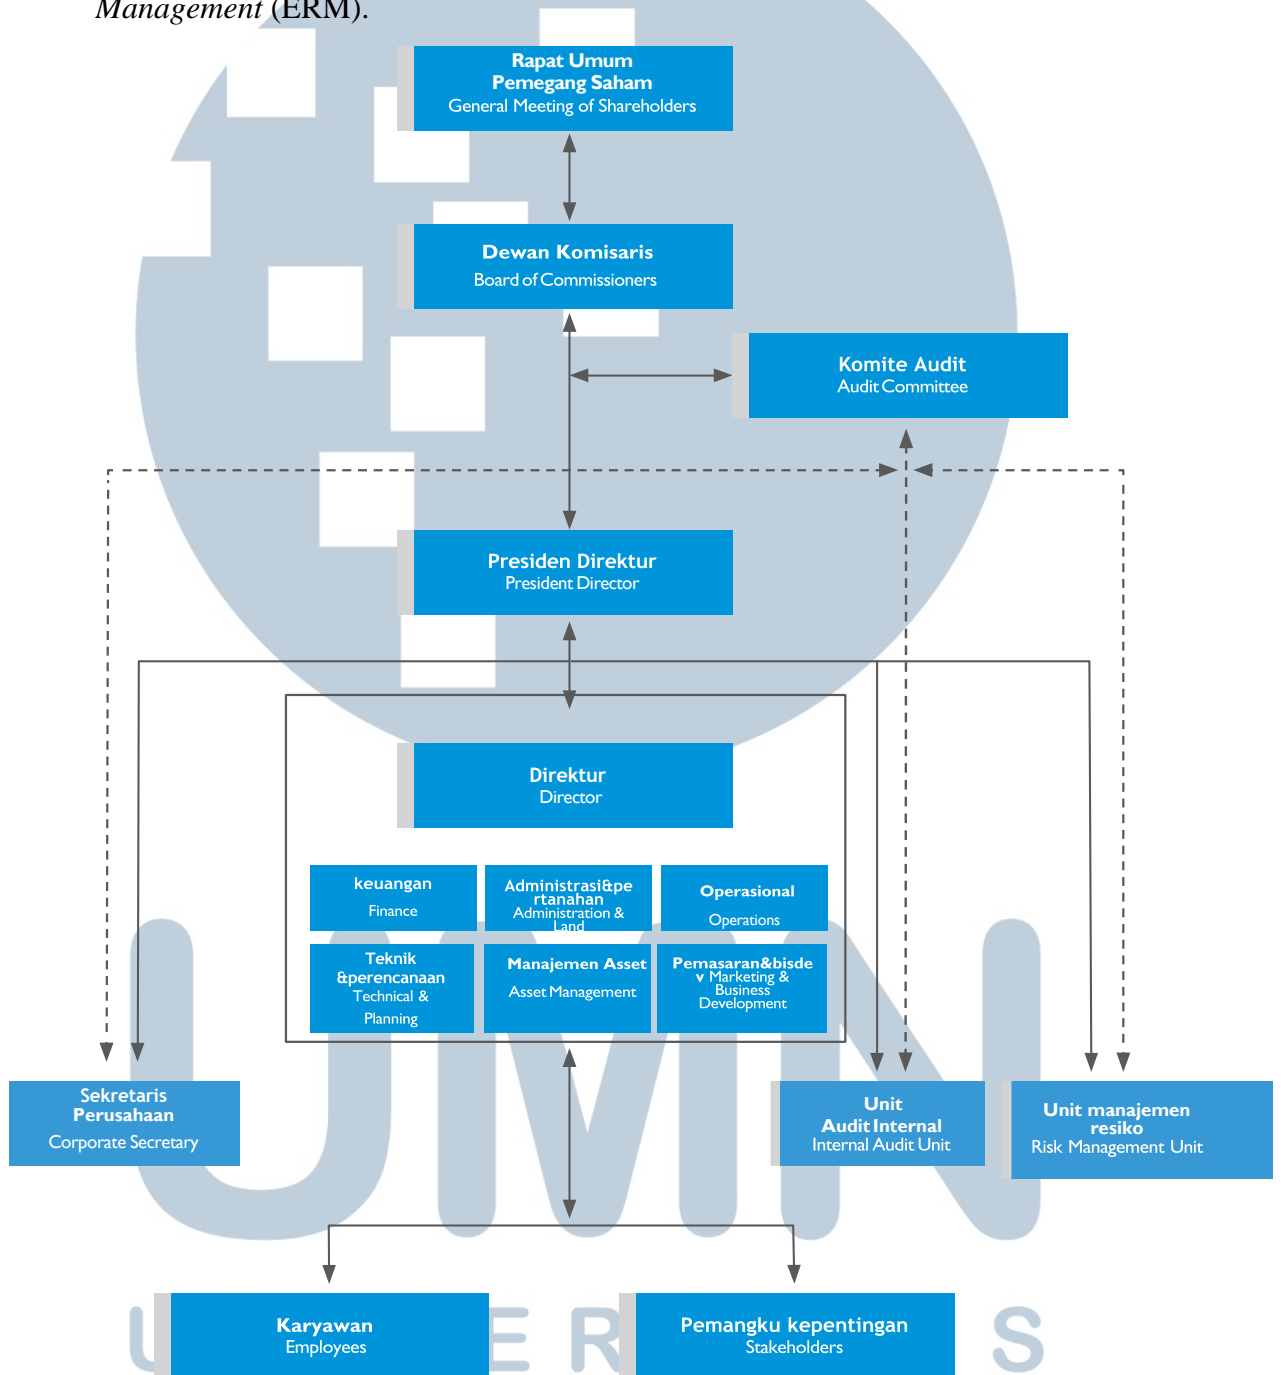 Management (ERM).
Rapat Umum
Pemegang Saham
General Meeting of Shareholders
Dewan Komisaris
Board of Commissioners
Komite Audit
Audit Committee
Presiden Direktur
President Director
Direktur
Director
keuangan
Finance
Administrasi&pe
rtanahan
Administration &
Land
Operasional
Operations
Teknik
&perencanaan
Technical &
Planning
Manajemen Asset
Asset Management
Pemasaran&bisde
v Marketing &
Business
Development
Sekretaris
Perusahaan
Corporate Secretary
Unit
Audit Internal
Internal Audit Unit
Unit manajemen
resiko
Risk Management Unit
Karyawan
Employees
Pemangku kepentingan
Stakeholders
UMN
U E R S